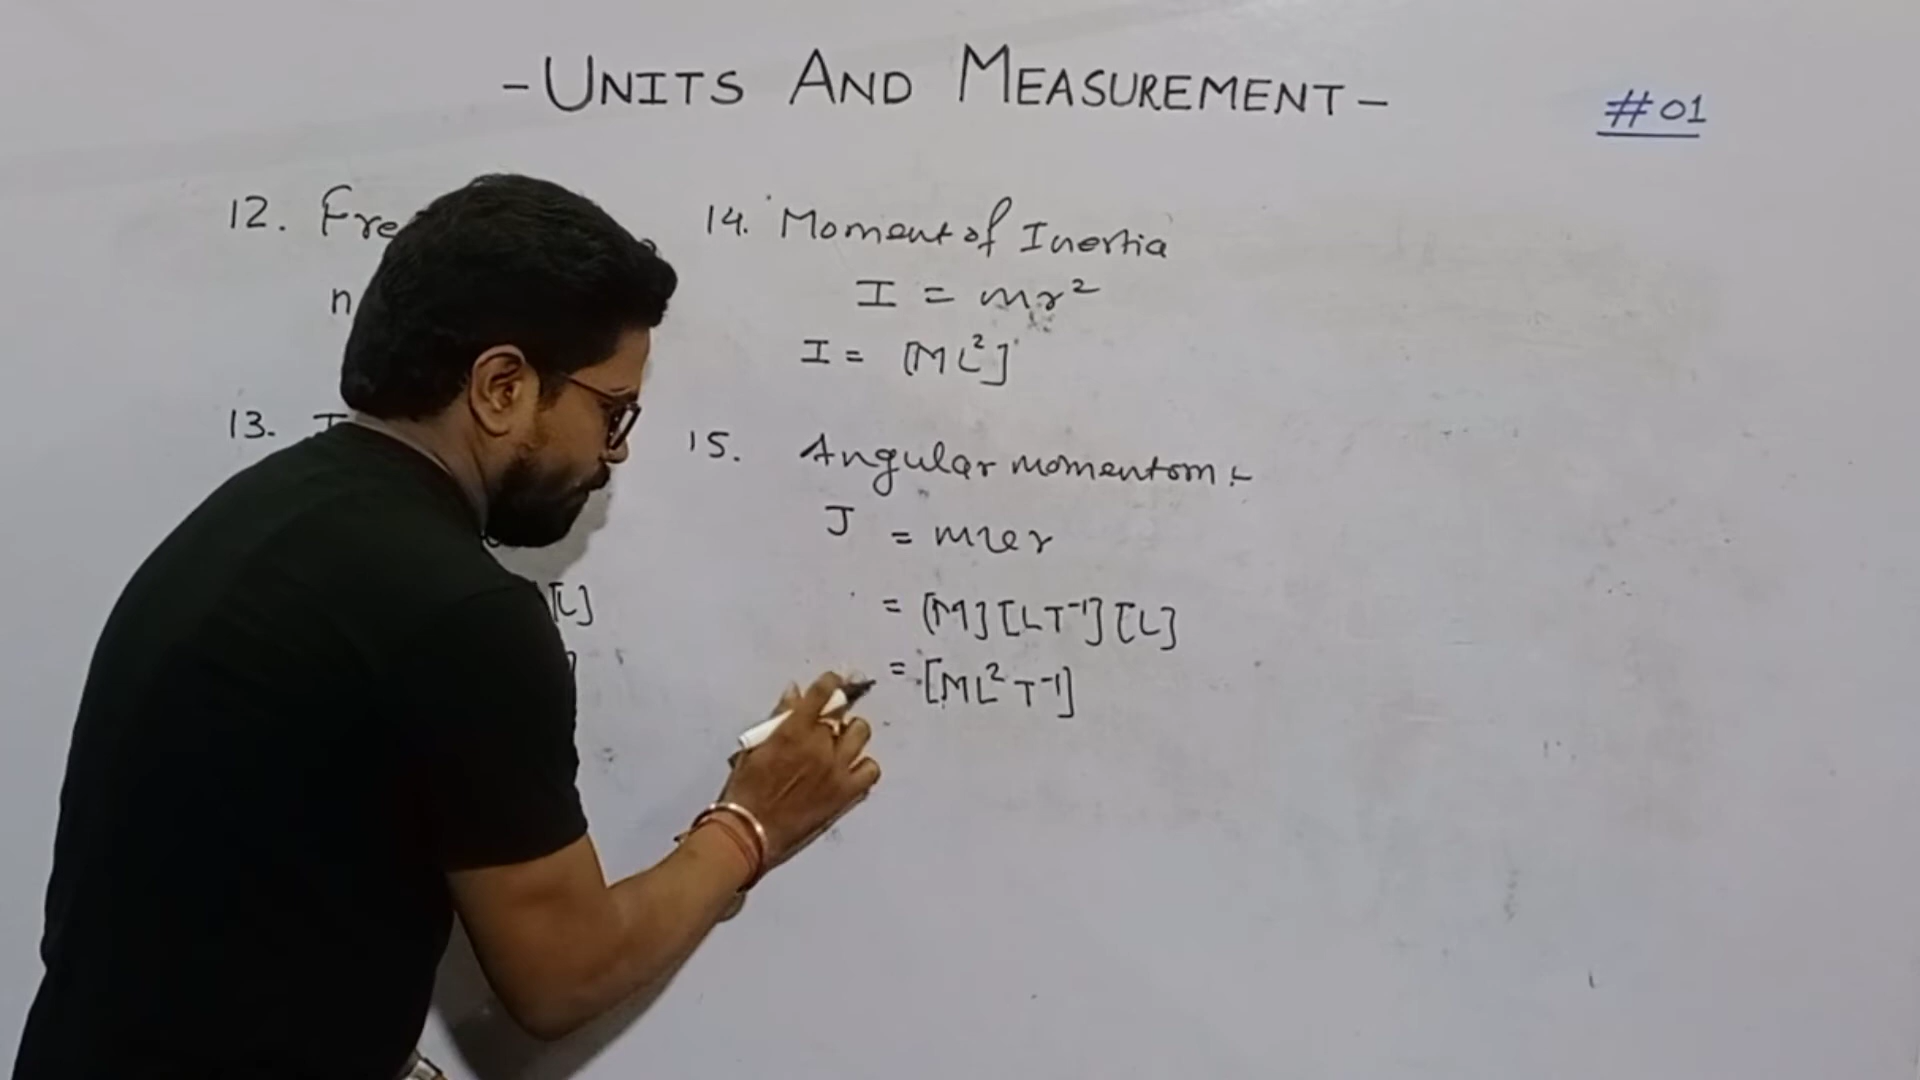 - UNITS AND MEASUREMENT -
#01
12. Fre
n
13.
[L]
]
14. Moment of Inertia
I = mr²
I = [ML²]
15. Angular momentom :-
J = mvr
= [M][LT⁻¹][L]
= [ML²T⁻¹]